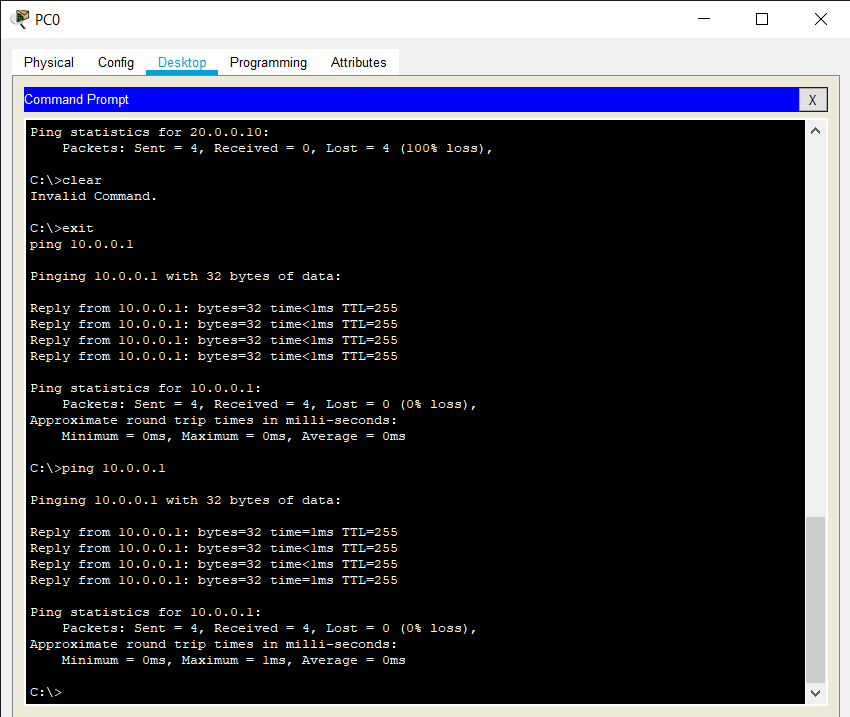 PC0
Physical Config Desktop Programming Attributes
Command Prompt
X
Ping statistics for 20.0.0.10:
    Packets: Sent = 4, Received = 0, Lost = 4 (100% loss),
C:\>clear
Invalid Command.
C:\>exit
ping 10.0.0.1
Pinging 10.0.0.1 with 32 bytes of data:
Reply from 10.0.0.1: bytes=32 time<1ms TTL=255
Reply from 10.0.0.1: bytes=32 time<1ms TTL=255
Reply from 10.0.0.1: bytes=32 time<1ms TTL=255
Reply from 10.0.0.1: bytes=32 time<1ms TTL=255
Ping statistics for 10.0.0.1:
    Packets: Sent = 4, Received = 4, Lost = 0 (0% loss),
Approximate round trip times in milli-seconds:
    Minimum = 0ms, Maximum = 0ms, Average = 0ms
C:\>ping 10.0.0.1
Pinging 10.0.0.1 with 32 bytes of data:
Reply from 10.0.0.1: bytes=32 time=1ms TTL=255
Reply from 10.0.0.1: bytes=32 time<1ms TTL=255
Reply from 10.0.0.1: bytes=32 time<1ms TTL=255
Reply from 10.0.0.1: bytes=32 time=1ms TTL=255
Ping statistics for 10.0.0.1:
    Packets: Sent = 4, Received = 4, Lost = 0 (0% loss),
Approximate round trip times in milli-seconds:
    Minimum = 0ms, Maximum = 1ms, Average = 0ms
C:\>